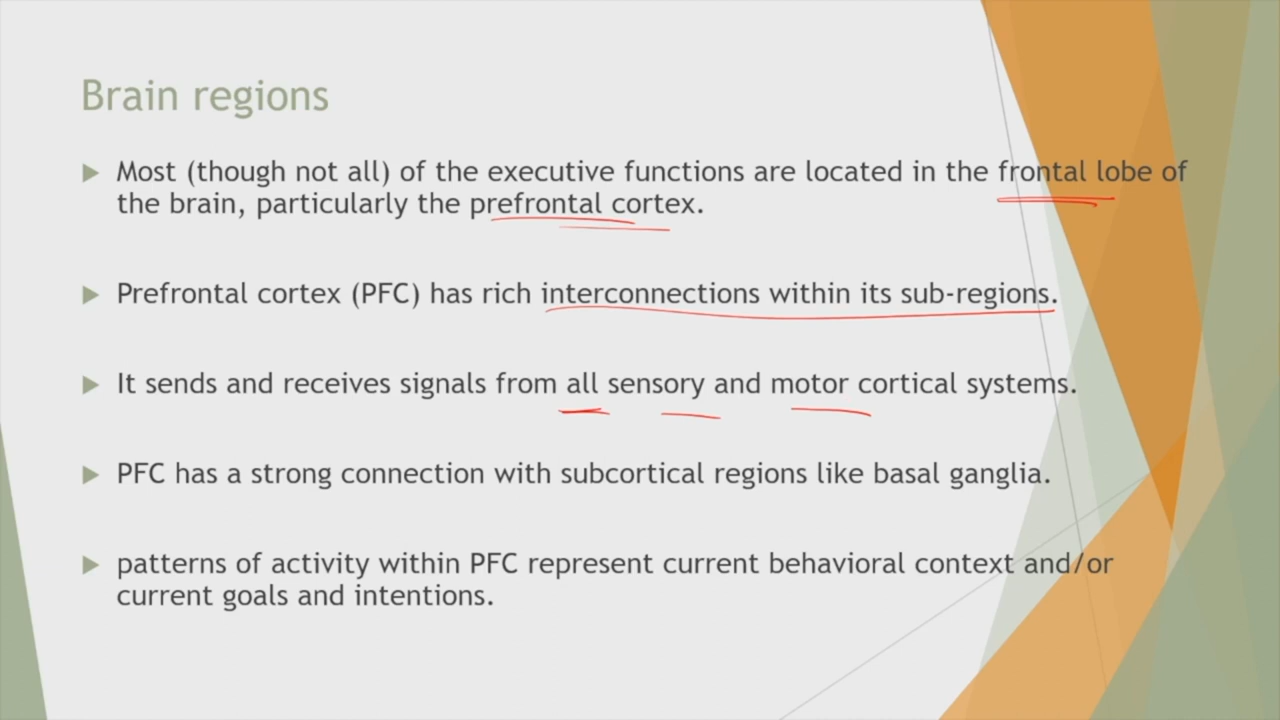 Brain regions
Most (though not all) of the executive functions are located in the frontal lobe of
the brain, particularly the prefrontal cortex.
Prefrontal cortex (PFC) has rich interconnections within its sub-regions.
It sends and receives signals from all sensory and motor cortical systems.
PFC has a strong connection with subcortical regions like basal ganglia.
patterns of activity within PFC represent current behavioral context and/or
current goals and intentions.